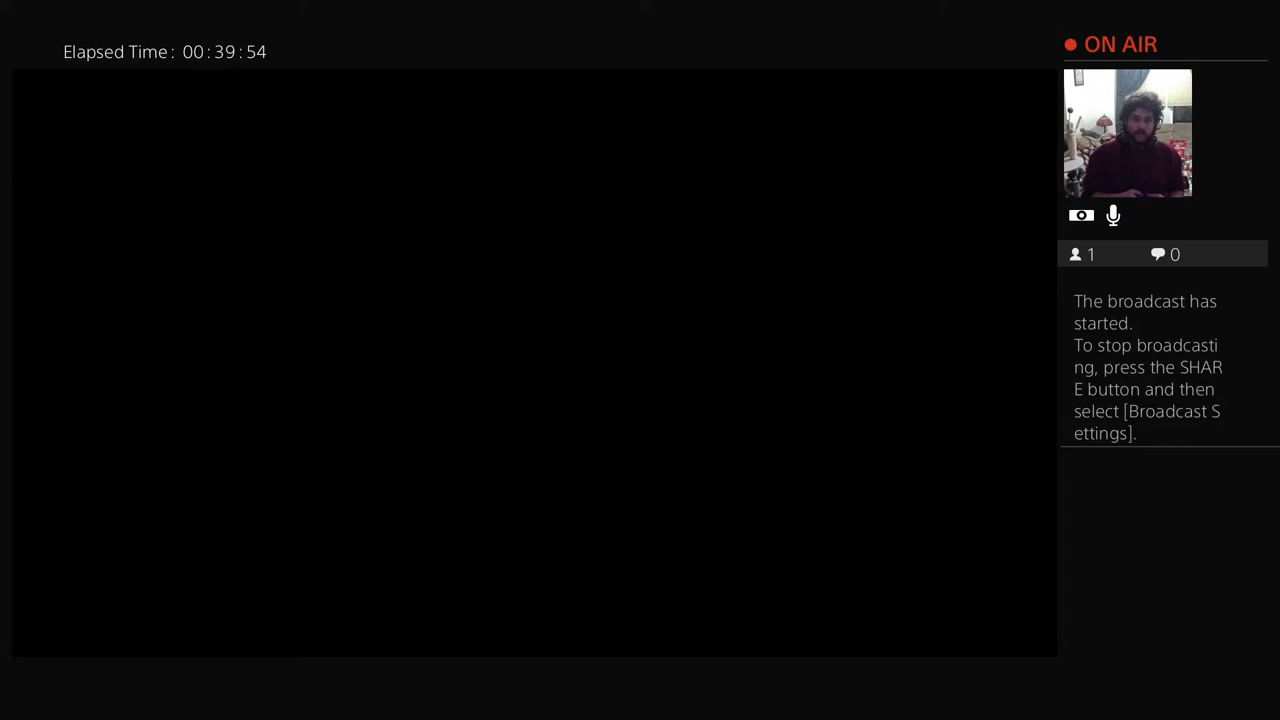 Elapsed Time: 00:39:54
ON AIR
1
0
The broadcast has
started.
To stop broadcasti
ng, press the SHAR
E button and then
select [Broadcast S
ettings].